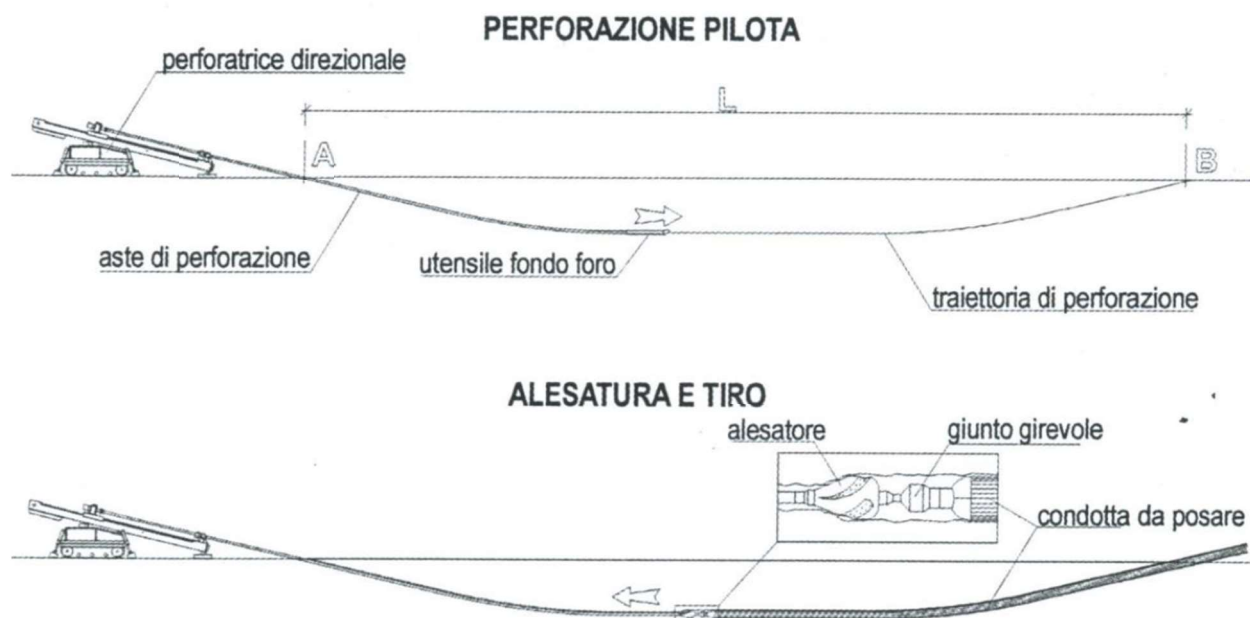 PERFORAZIONE PILOTA
perforatrice direzionale
L
A
B
aste di perforazione
utensile fondo foro
traiettoria di perforazione
ALESATURA E TIRO
alesatore
giunto girevole
condotta da posare